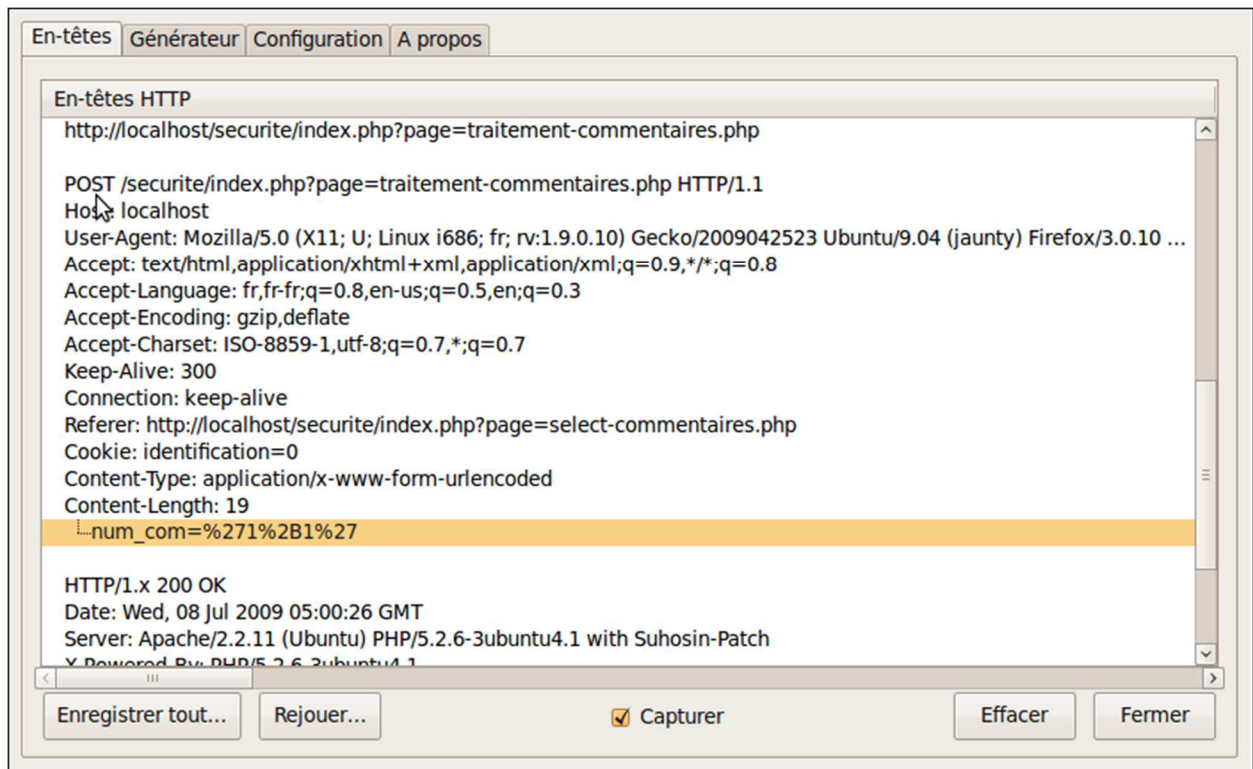 En-têtes Générateur Configuration A propos
En-têtes HTTP
http://localhost/securite/index.php?page=traitement-commentaires.php
POST /securite/index.php?page=traitement-commentaires.php HTTP/1.1
Host: localhost
User-Agent: Mozilla/5.0 (X11; U; Linux i686; fr; rv:1.9.0.10) Gecko/2009042523 Ubuntu/9.04 (jaunty) Firefox/3.0.10 ...
Accept: text/html,application/xhtml+xml,application/xml;q=0.9,*/*;q=0.8
Accept-Language: fr,fr-fr;q=0.8,en-us;q=0.5,en;q=0.3
Accept-Encoding: gzip,deflate
Accept-Charset: ISO-8859-1,utf-8;q=0.7,*;q=0.7
Keep-Alive: 300
Connection: keep-alive
Referer: http://localhost/securite/index.php?page=select-commentaires.php
Cookie: identification=0
Content-Type: application/x-www-form-urlencoded
Content-Length: 19
num_com=%271%2B1%27
HTTP/1.x 200 OK
Date: Wed, 08 Jul 2009 05:00:26 GMT
Server: Apache/2.2.11 (Ubuntu) PHP/5.2.6-3ubuntu4.1 with Suhosin-Patch
X-Powered-By: PHP/5.2.6-3ubuntu4.1
Enregistrer tout... Rejouer... Capturer Effacer Fermer